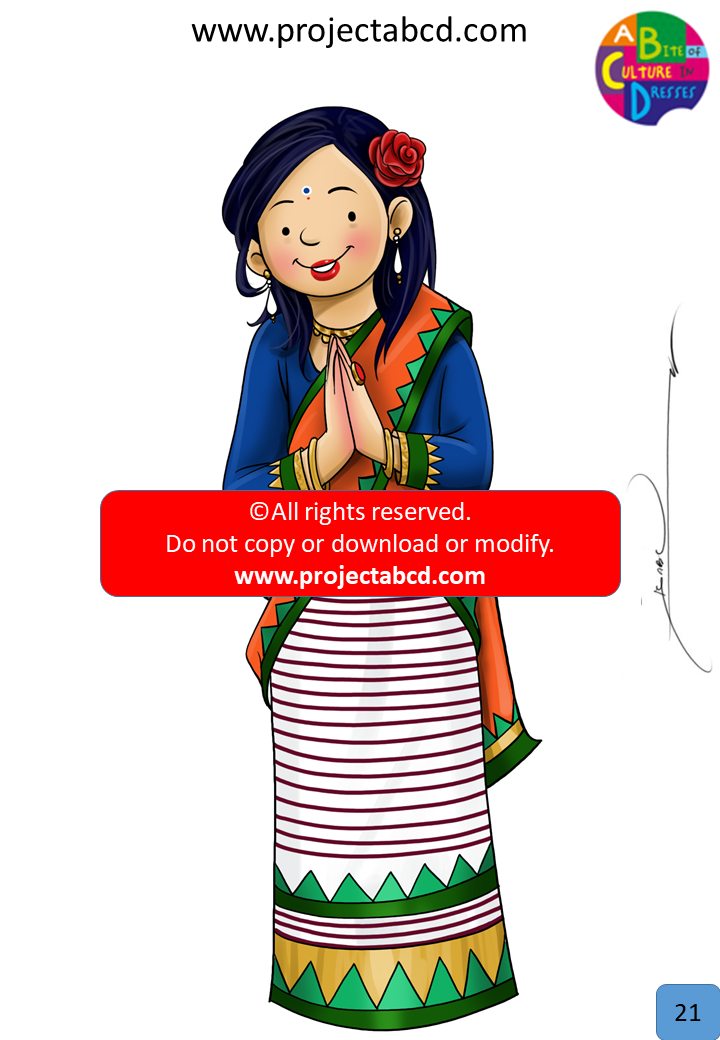 www.projectabcd.com
A BITE OF
CULTURE IN
DRESSES
©All rights reserved.
Do not copy or download or modify.
www.projectabcd.com
21